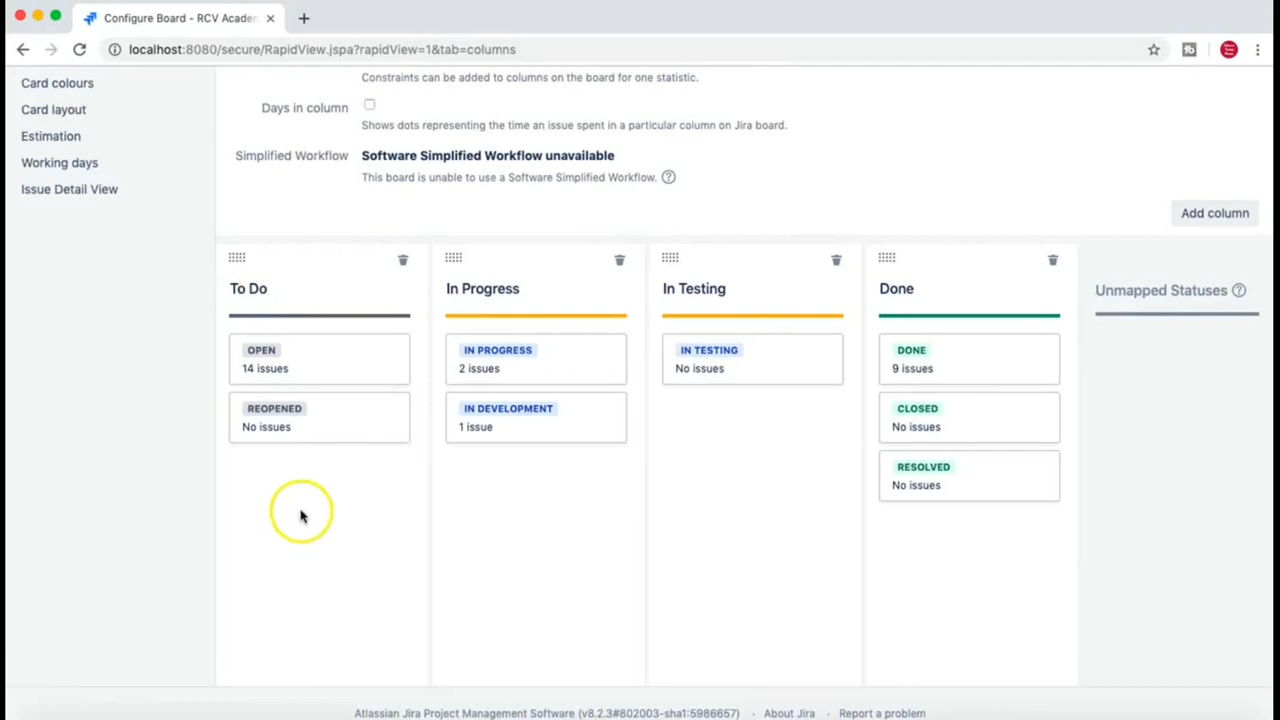 Configure Board - RCV Acade
localhost:8080/secure/RapidView.jspa?rapidView=1&tab=columns
Card colours
Card layout
Estimation
Working days
Issue Detail View
Constraints can be added to columns on the board for one statistic.
Days in column
Shows dots representing the time an issue spent in a particular column on Jira board.
Simplified Workflow
Software Simplified Workflow unavailable
This board is unable to use a Software Simplified Workflow. ?
Add column
To Do
OPEN
14 issues
REOPENED
No issues
In Progress
IN PROGRESS
2 issues
IN DEVELOPMENT
1 issue
In Testing
IN TESTING
No issues
Done
DONE
9 issues
CLOSED
No issues
RESOLVED
No issues
Unmapped Statuses ?
Atlassian Jira Project Management Software (v8.2.3#802003-sha1:5986657) · About Jira · Report a problem